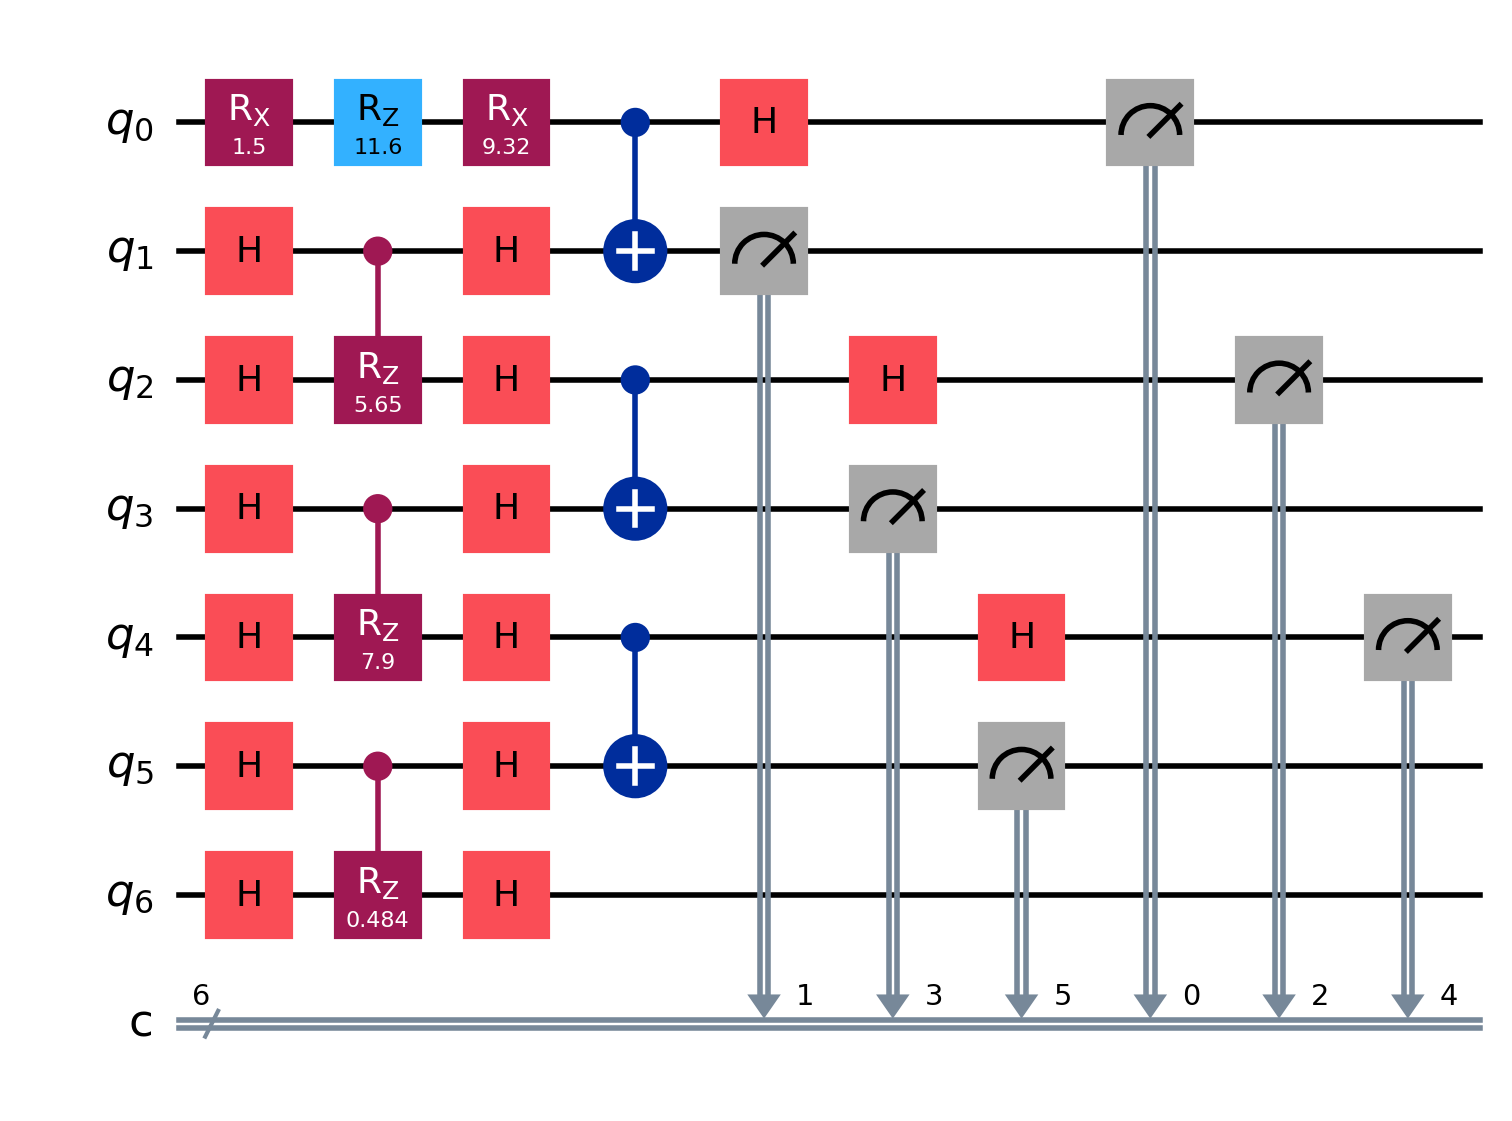 q0 RX 1.5 RZ 11.6 RX 9.32 H
q1 H H
q2 H RZ 5.65 H H
q3 H H
q4 H RZ 7.9 H H
q5 H H
q6 H RZ 0.484 H
6 1 3 5 0 2 4
c